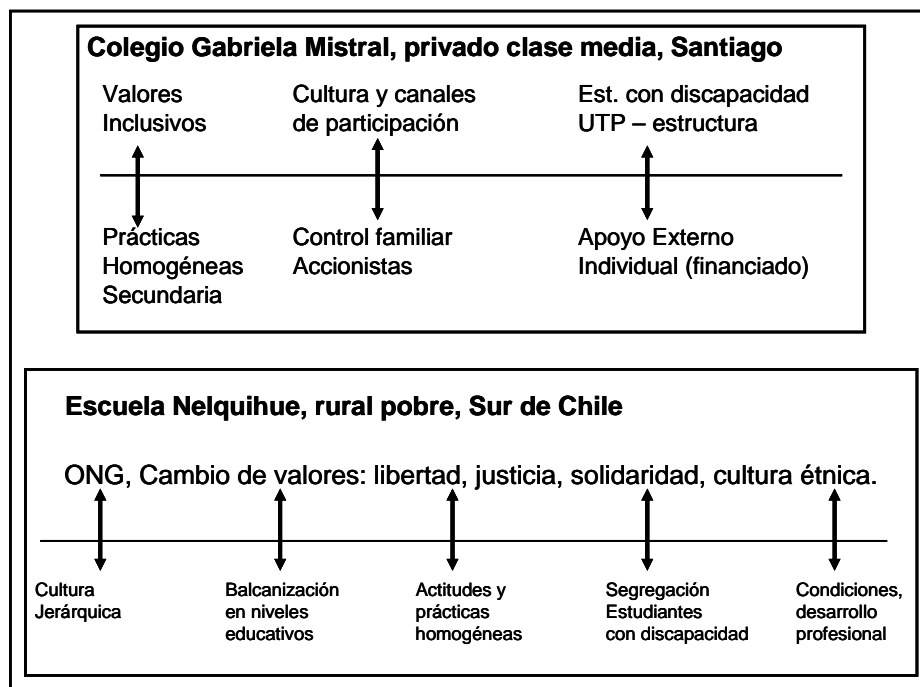 Colegio Gabriela Mistral, privado clase media, Santiago
Valores
Inclusivos
Cultura y canales
de participación
Est. con discapacidad
UTP – estructura
Prácticas
Homogéneas
Secundaria
Control familiar
Accionistas
Apoyo Externo
Individual (financiado)
Escuela Nelquihue, rural pobre, Sur de Chile
ONG, Cambio de valores: libertad, justicia, solidaridad, cultura étnica.
Cultura
Jerárquica
Balcanización
en niveles
educativos
Actitudes y
prácticas
homogéneas
Segregación
Estudiantes
con discapacidad
Condiciones,
desarrollo
profesional